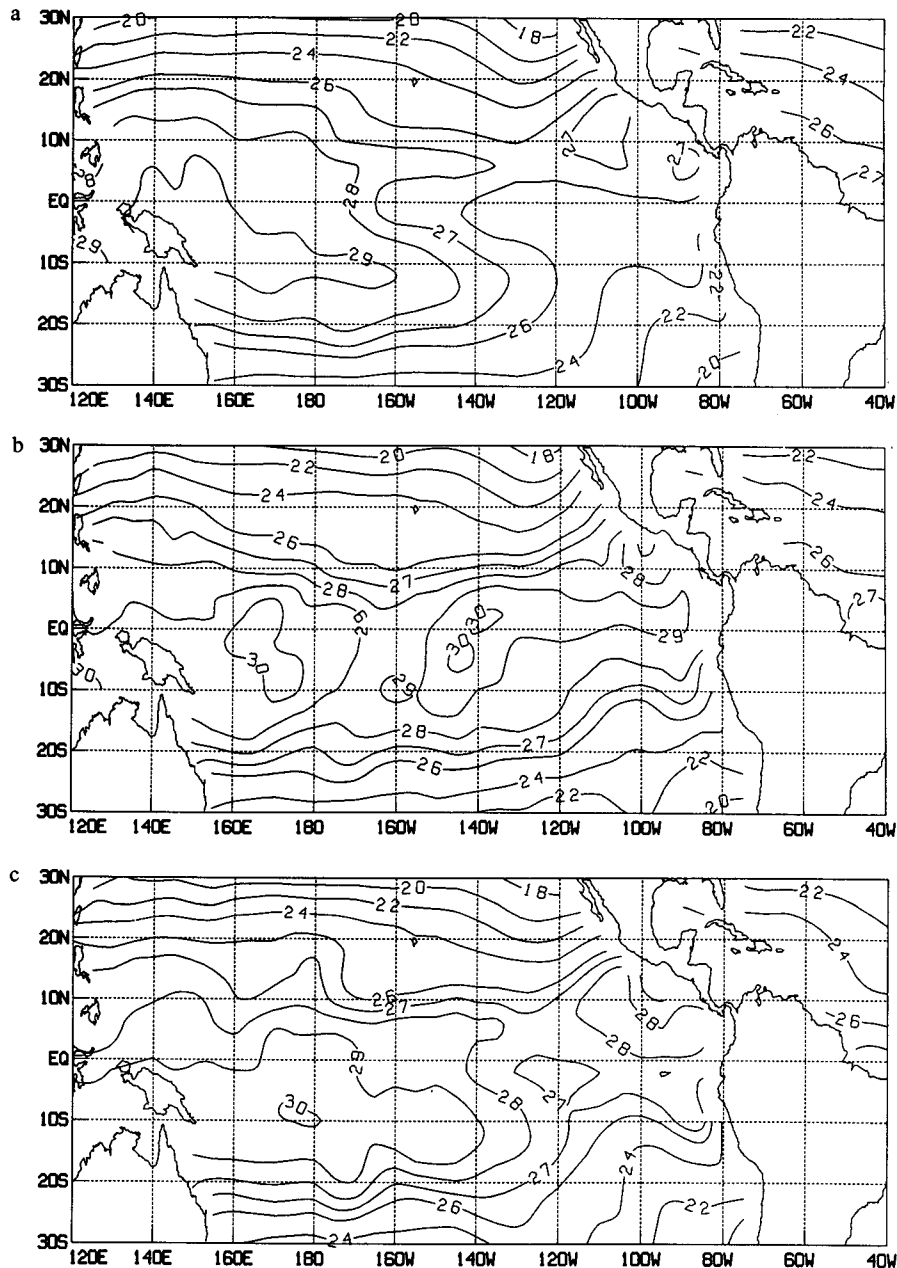 a
30N 20 22 24 18 22
20N 26 24
10N 27 26
28 28 27 27
EQ 27
29 29
10S 22
20S 26 22
24 20
30S
120E 140E 160E 180 160W 140W 120W 100W 80W 60W 40W
b
30N 22 20 18 22
20N 24 24
26 26
10N 27 28
28 29 30 27
EQ 30 29
30 30
10S 29
28 27
20S 26 22
24
22 20
30S
120E 140E 160E 180 160W 140W 120W 100W 80W 60W 40W
c
30N 20 18 22
24 22
20N 24
26
10N 27 28 26
28
EQ 29
27
30 28
10S
24
20S 27
26 22
30S 24
120E 140E 160E 180 160W 140W 120W 100W 80W 60W 40W